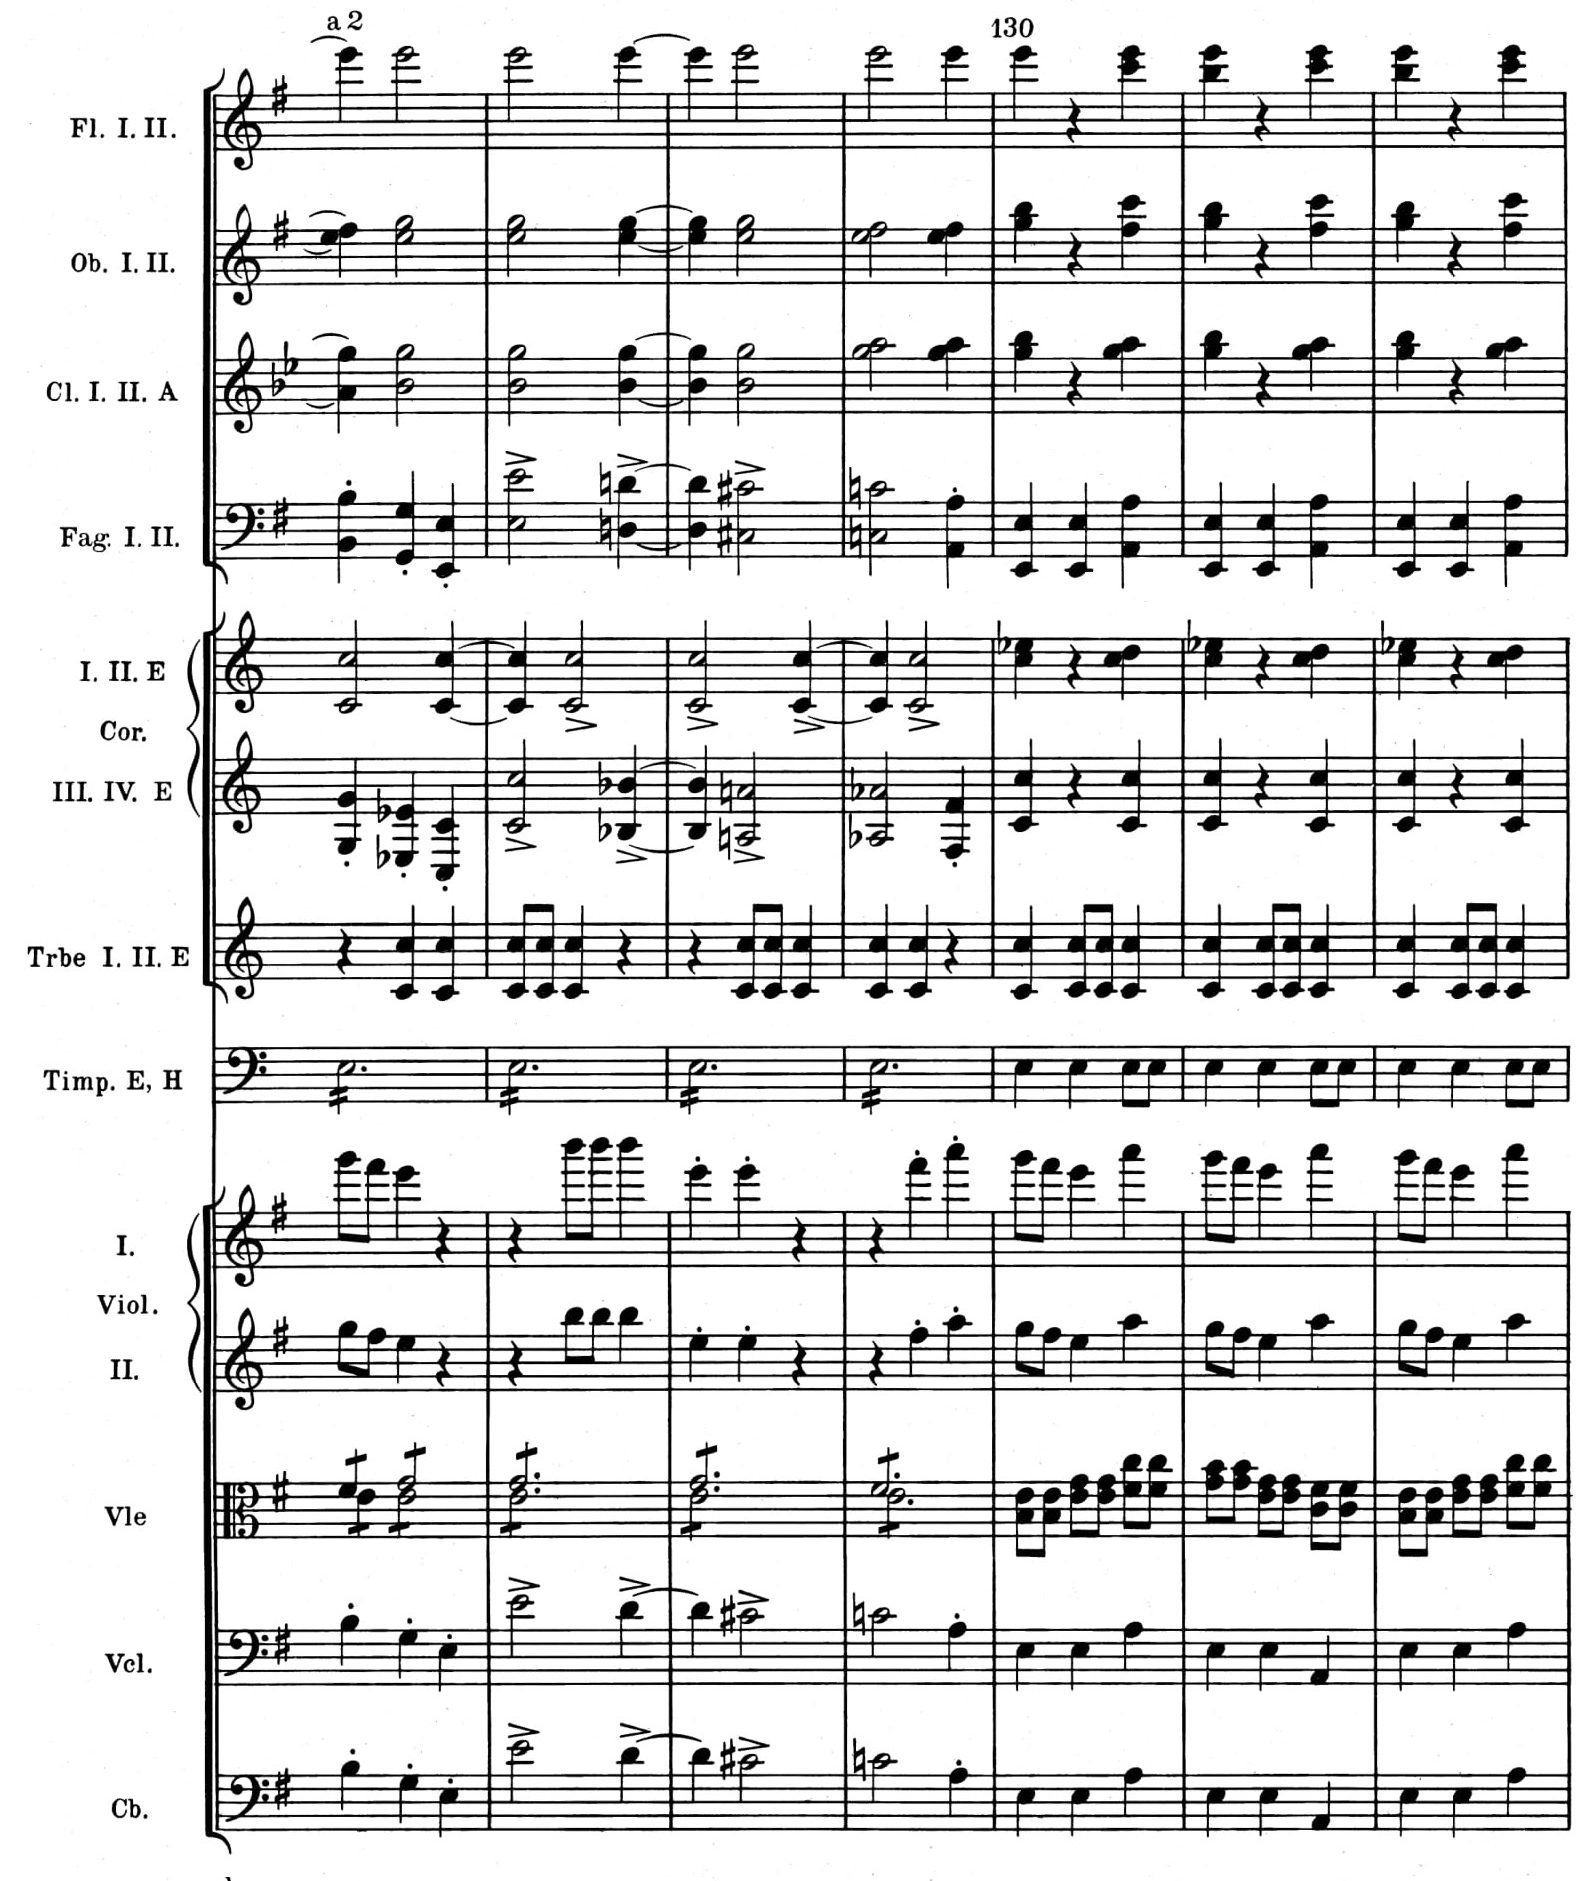 a 2
130
Fl. I. II.
Ob. I. II.
Cl. I. II. A
Fag. I. II.
I. II. E
Cor.
III. IV. E
Trbe I. II. E
Timp. E, H
I.
Viol.
II.
Vle
Vcl.
Cb.